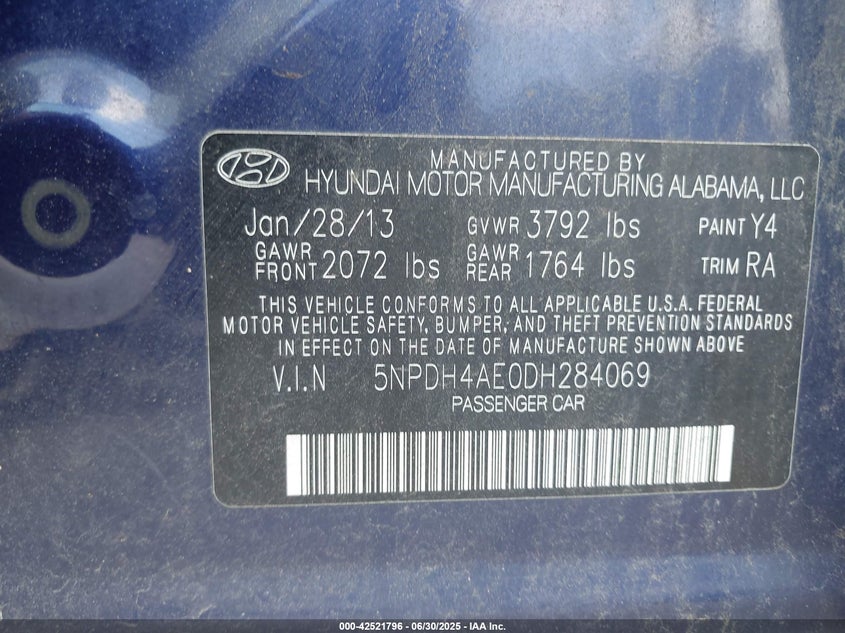 MANUFACTURED BY
HYUNDAI MOTOR MANUFACTURING ALABAMA, LLC
Jan/28/13 GVWR 3792 lbs PAINT Y4
GAWR FRONT 2072 lbs GAWR REAR 1764 lbs TRIM RA
THIS VEHICLE CONFORMS TO ALL APPLICABLE U.S.A. FEDERAL
MOTOR VEHICLE SAFETY, BUMPER, AND THEFT PREVENTION STANDARDS
IN EFFECT ON THE DATE OF MANUFACTURE SHOWN ABOVE
V.I.N 5NPDH4AE0DH284069
PASSENGER CAR
000-42521796 - 06/30/2025 - IAA Inc.